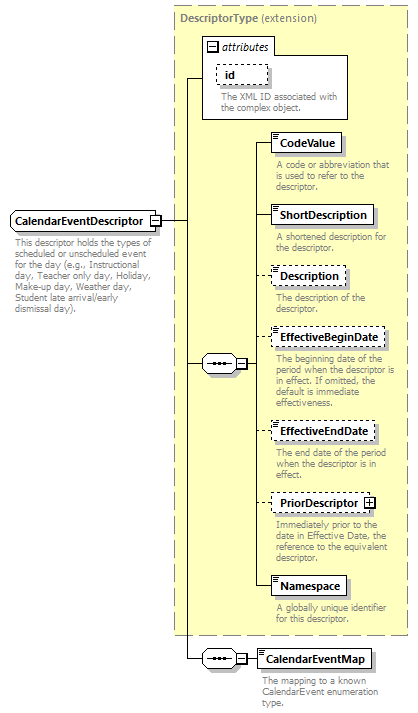 DescriptorType (extension)
attributes
id
The XML ID associated with
the complex object.
CodeValue
A code or abbreviation that
is used to refer to the
descriptor.
CalendarEventDescriptor
This descriptor holds the types of
scheduled or unscheduled event
for the day (e.g., Instructional
day, Teacher only day, Holiday,
Make-up day, Weather day,
Student late arrival/early
dismissal day).
ShortDescription
A shortened description for
the descriptor.
Description
The description of the
descriptor.
EffectiveBeginDate
The beginning date of the
period when the descriptor is
in effect. If omitted, the
default is immediate
effectiveness.
EffectiveEndDate
The end date of the period
when the descriptor is in
effect.
PriorDescriptor
Immediately prior to the
date in Effective Date, the
reference to the equivalent
descriptor.
Namespace
A globally unique identifier
for this descriptor.
CalendarEventMap
The mapping to a known
CalendarEvent enumeration
type.